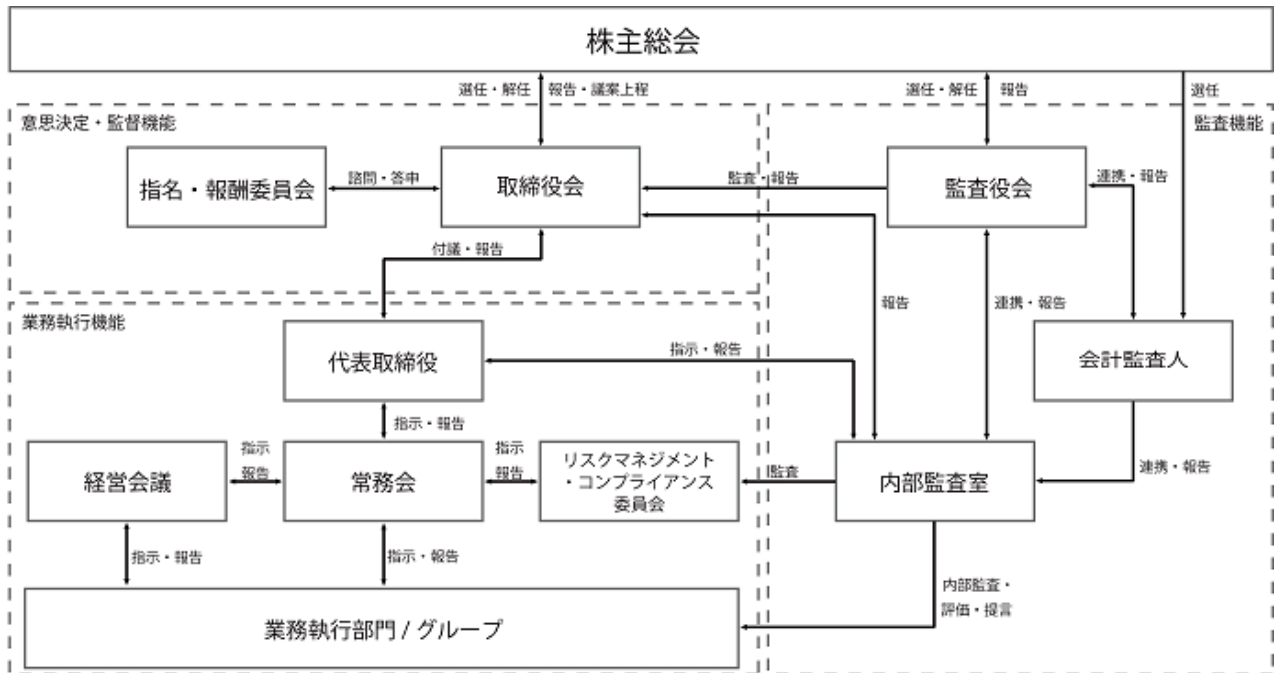 株主総会
選任・解任
報告・議案上程
選任・解任
報告
選任
意思決定・監督機能
監査機能
指名・報酬委員会
諮問・答申
取締役会
監査・報告
監査役会
連携・報告
付議・報告
報告
連携・報告
業務執行機能
代表取締役
指示・報告
会計監査人
指示・報告
経営会議
指示
報告
常務会
指示
報告
リスクマネジメント
・コンプライアンス
委員会
監査
内部監査室
連携・報告
指示・報告
指示・報告
内部監査・
評価・提言
業務執行部門 / グループ